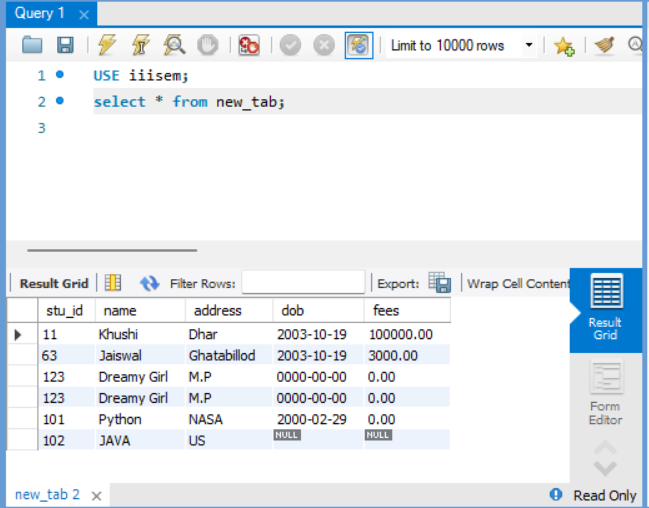 Query 1
Limit to 10000 rows
1 USE iiisem;
2 select * from new_tab;
3
Result Grid Filter Rows: Export: Wrap Cell Content
stu_id name address dob fees
11 Khushi Dhar 2003-10-19 100000.00
63 Jaiswal Ghatabillod 2003-10-19 3000.00
123 Dreamy Girl M.P 0000-00-00 0.00
123 Dreamy Girl M.P 0000-00-00 0.00
101 Python NASA 2000-02-29 0.00
102 JAVA US NULL NULL
Result
Grid
Form
Editor
new_tab 2 Read Only